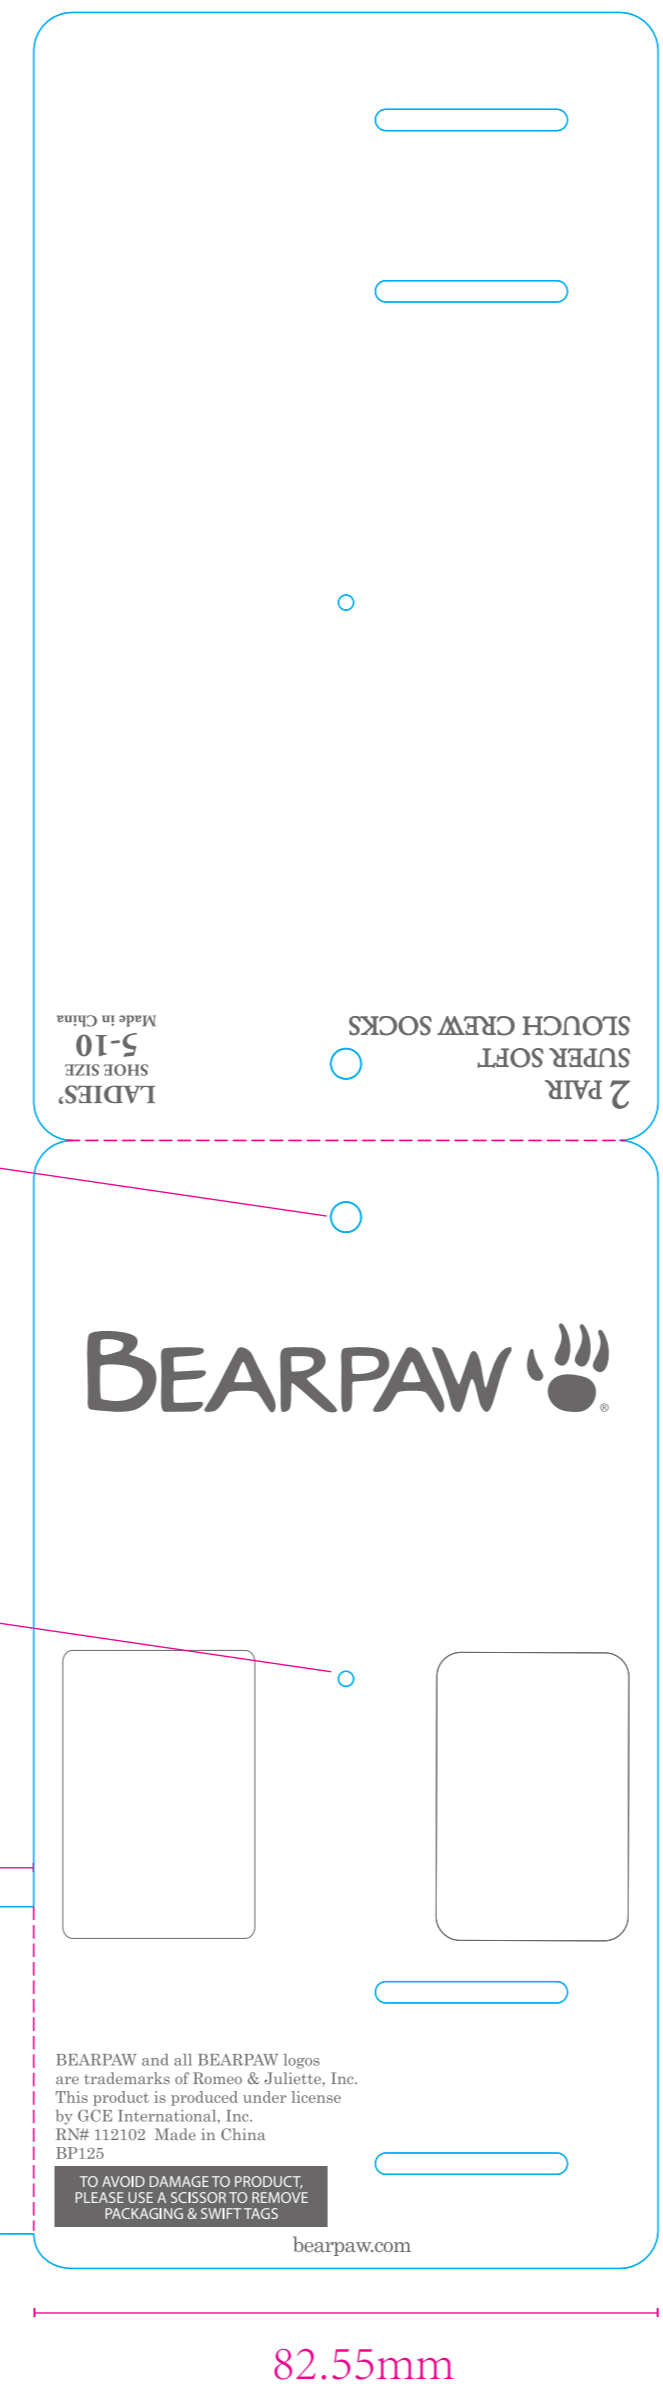 2 PAIR
SUPER SOFT
SLOUCH CREW SOCKS
LADIES'
SHOE SIZE
5-10
Made in China
BEARPAW ®
BEARPAW and all BEARPAW logos
are trademarks of Romeo & Juliette, Inc.
This product is produced under license
by GCE International, Inc.
RN# 112102 Made in China
BP125
TO AVOID DAMAGE TO PRODUCT,
PLEASE USE A SCISSOR TO REMOVE
PACKAGING & SWIFT TAGS
bearpaw.com
82.55mm